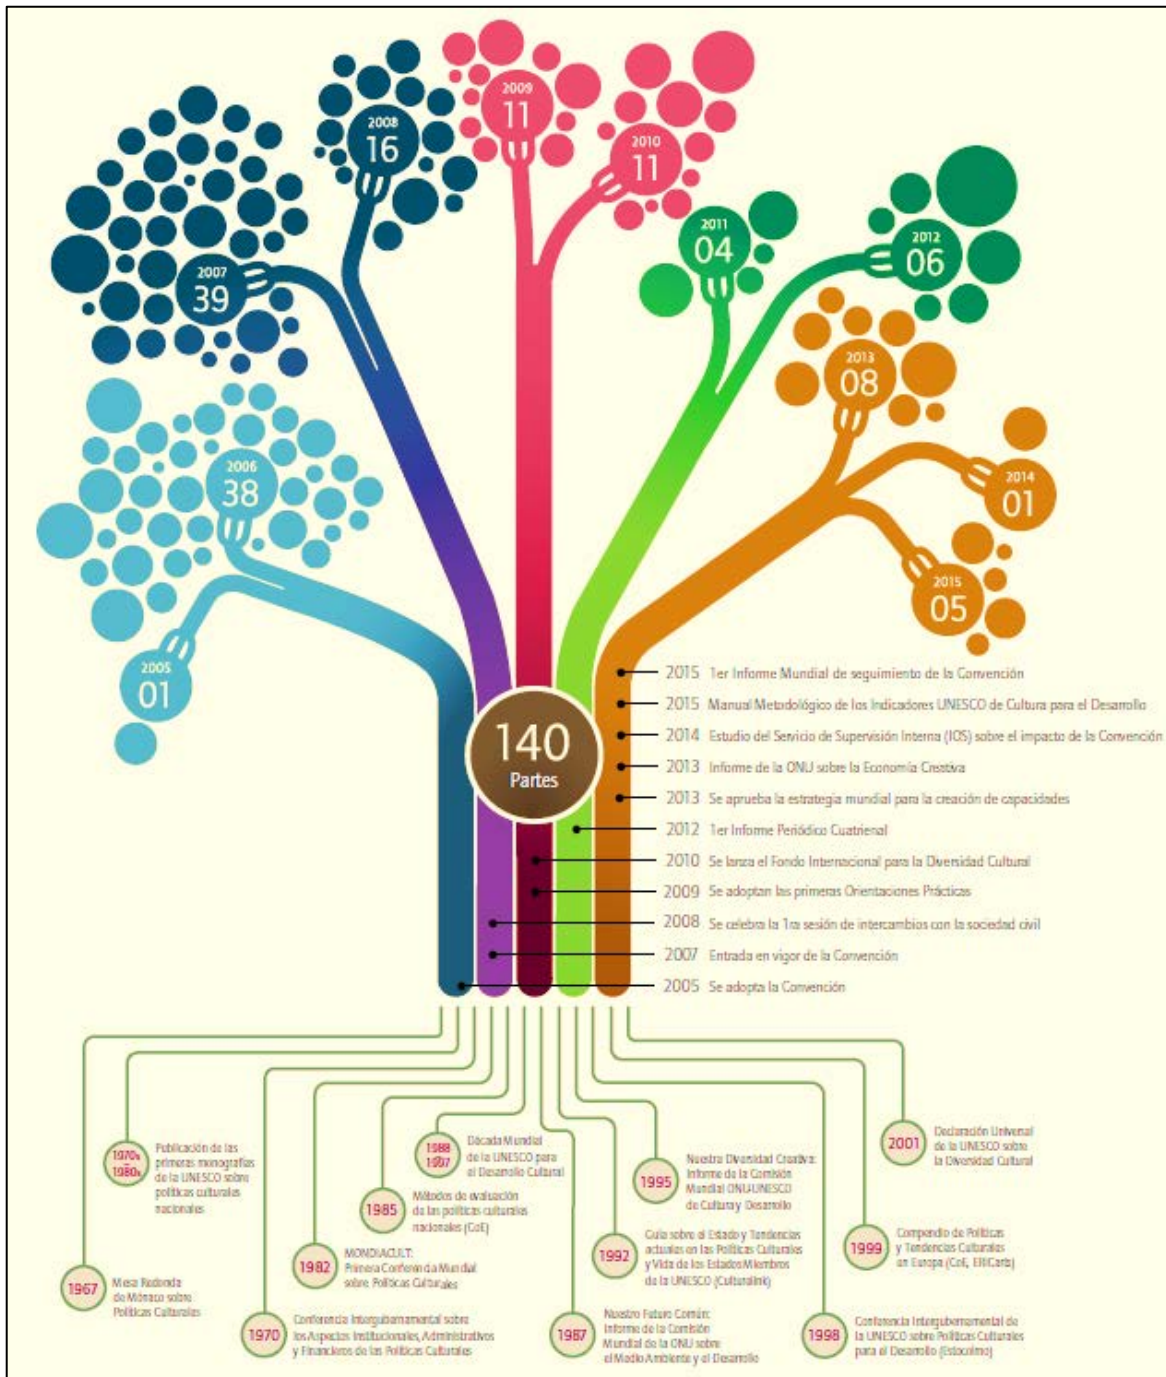 2009
11
2008
16
2010
11
2011
04
2012
06
2007
39
2013
08
2006
38
2014
01
2015
05
2005
01
140
Partes
2015 1er Informe Mundial de seguimiento de la Convención
2015 Manual Metodológico de los Indicadores UNESCO de Cultura para el Desarrollo
2014 Estudio del Servicio de Supervisión Interna (IOS) sobre el impacto de la Convención
2013 Informe de la ONU sobre la Economía Creativa
2013 Se aprueba la estrategia mundial para la creación de capacidades
2012 1er Informe Periódico Cuatrienal
2010 Se lanza el Fondo Internacional para la Diversidad Cultural
2009 Se adoptan las primeras Orientaciones Prácticas
2008 Se celebra la 1ra sesión de intercambios con la sociedad civil
2007 Entrada en vigor de la Convención
2005 Se adopta la Convención
1967
Mesa Redonda
de Mónaco sobre
Políticas Culturales
1970s
1980s
Publicación de las
primeras monografías
de la UNESCO sobre
políticas culturales
nacionales
1970
Conferencia Intergubernamental sobre
los Aspectos Institucionales, Administrativos
y Financieros de las Políticas Culturales
1982
MONDIACULT:
Primera Conferencia Mundial
sobre Políticas Culturales
1985
Métodos de evaluación
de las políticas culturales
nacionales (CoE)
1988
1997
Década Mundial
de la UNESCO para
el Desarrollo Cultural
1987
Nuestro Futuro Común:
Informe de la Comisión
Mundial de la ONU sobre
el Medio Ambiente y el Desarrollo
1992
Guía sobre el Estado y Tendencias
actuales en las Políticas Culturales
y Vida de los Estados Miembros
de la UNESCO (Culturalink)
1995
Nuestra Diversidad Creativa:
Informe de la Comisión
Mundial ONU-UNESCO
de Cultura y Desarrollo
1998
Conferencia Intergubernamental de
la UNESCO sobre Políticas Culturales
para el Desarrollo (Estocolmo)
1999
Compendio de Políticas
y Tendencias Culturales
en Europa (CoE, ERICarts)
2001
Declaración Universal
de la UNESCO sobre
la Diversidad Cultural